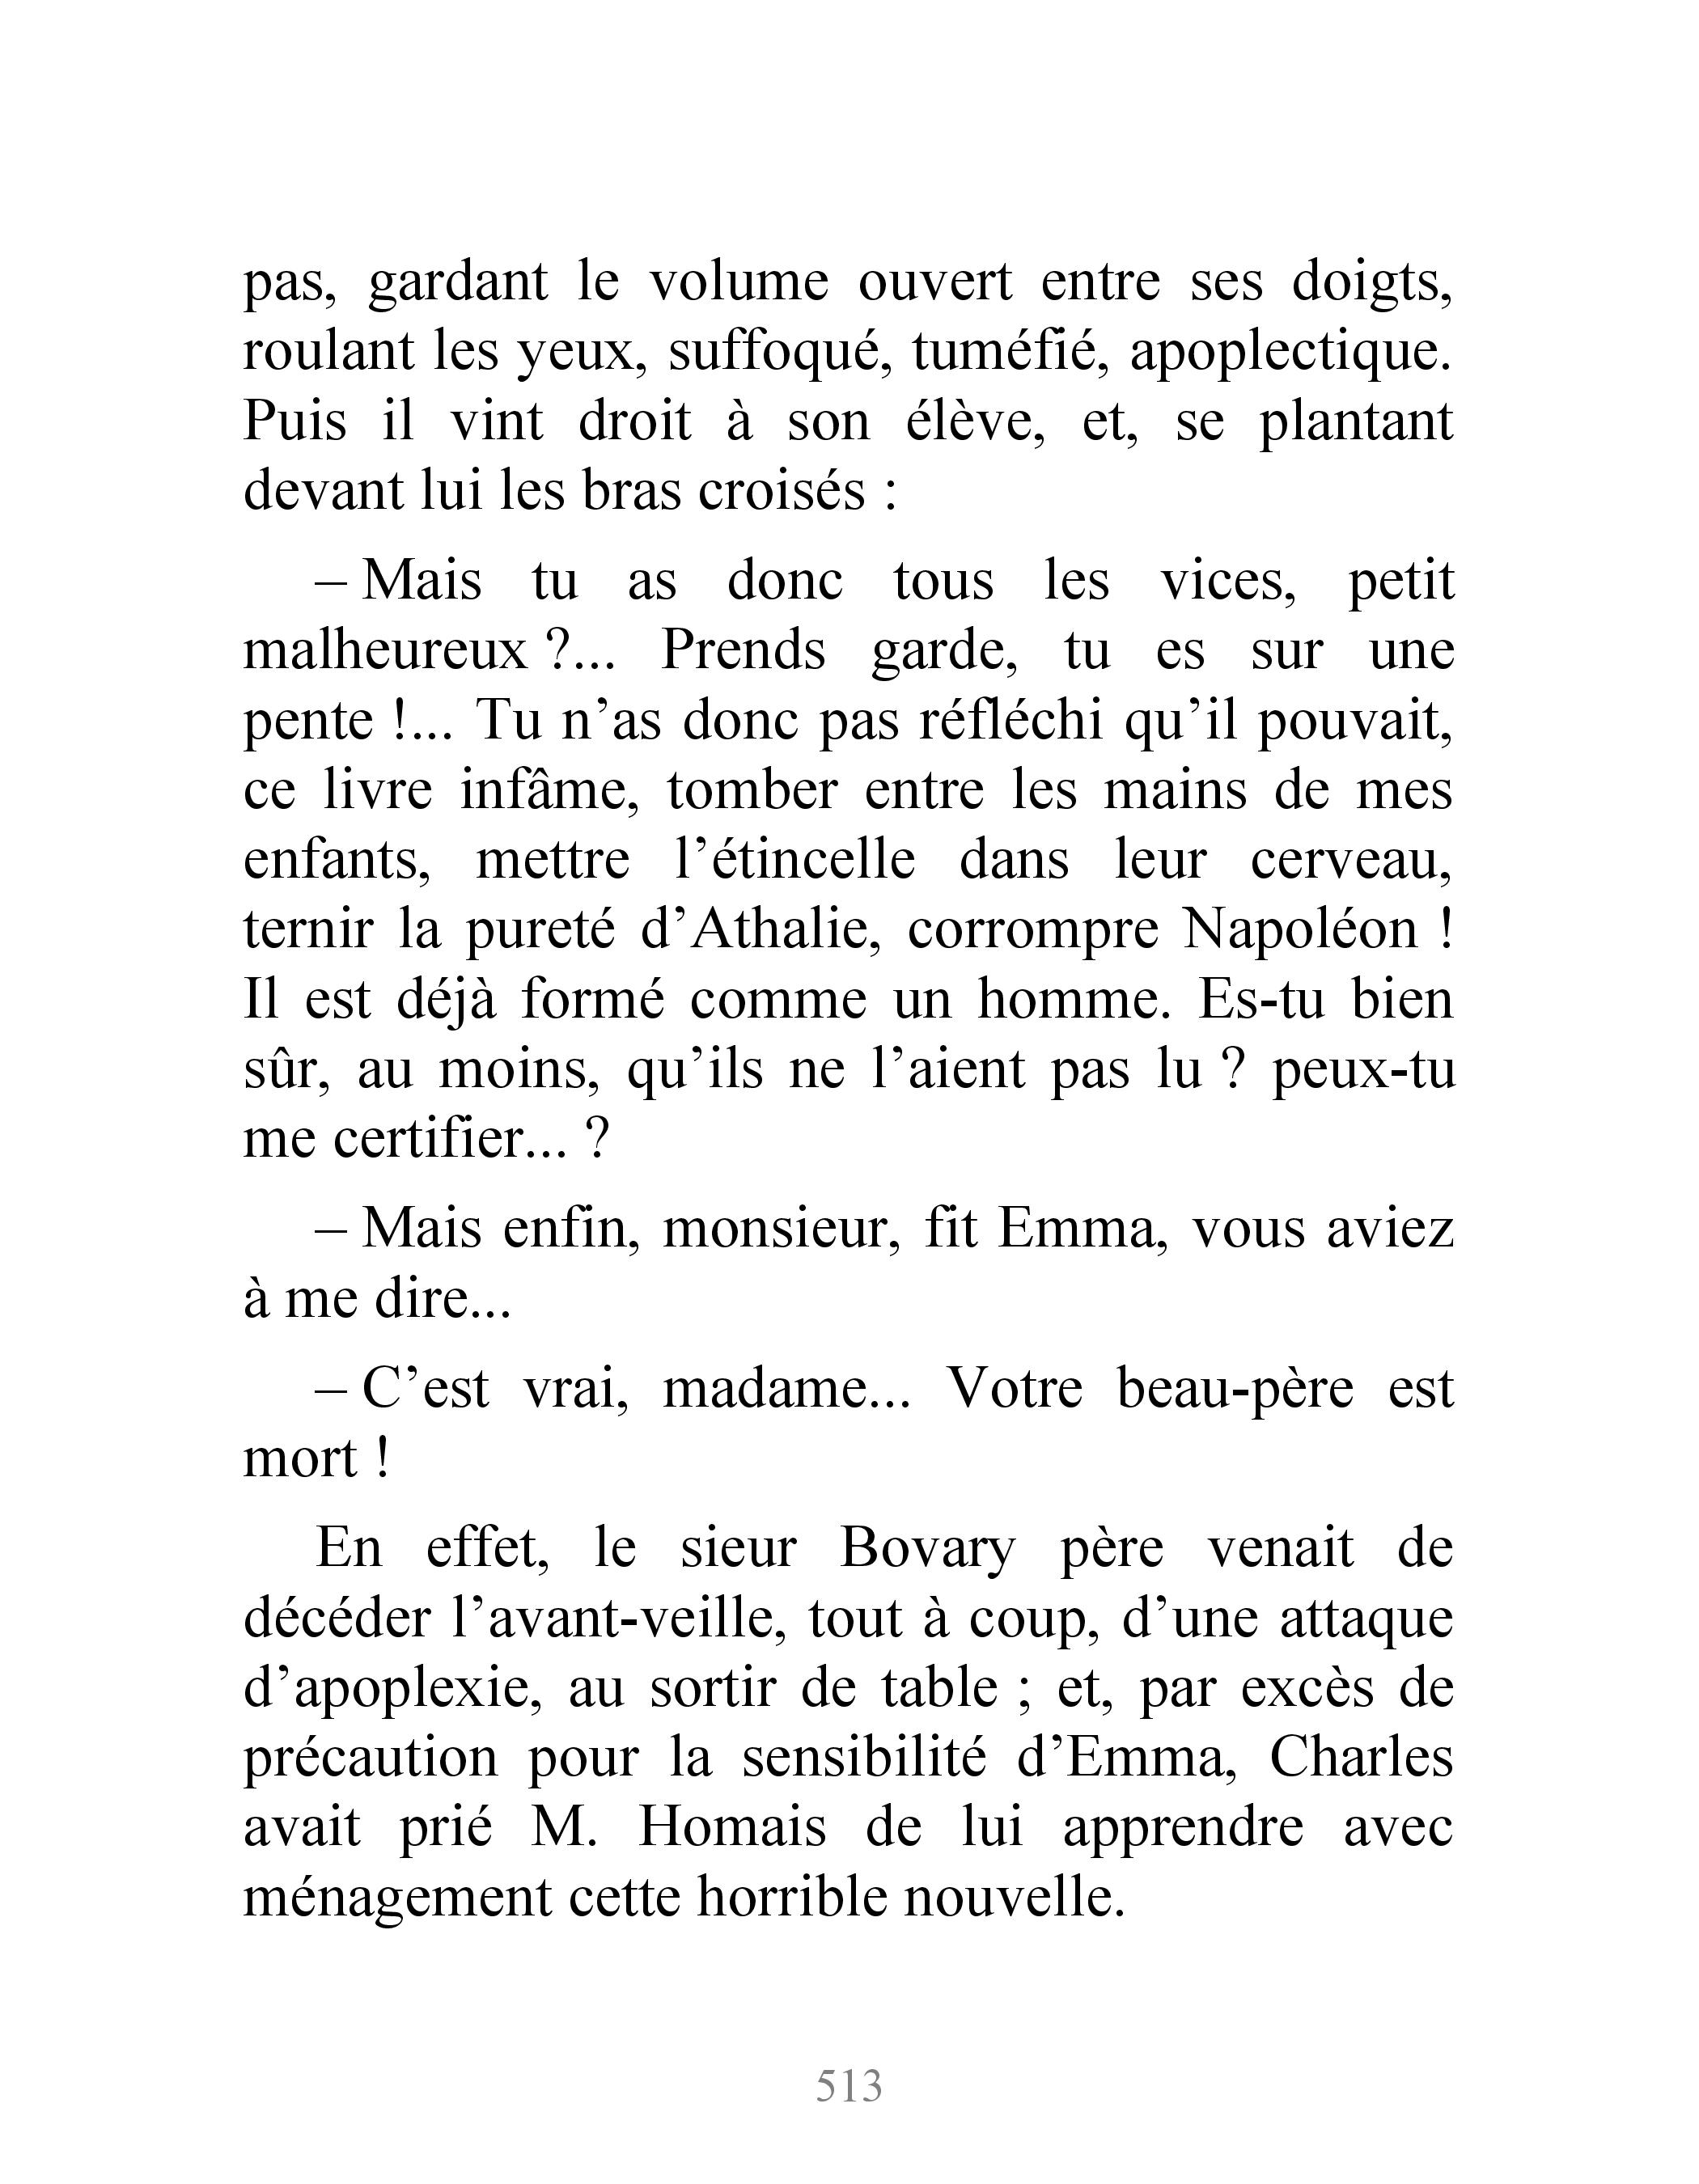 pas, gardant le volume ouvert entre ses doigts,
roulant les yeux, suffoqué, tuméfié, apoplectique.
Puis il vint droit à son élève, et, se plantant
devant lui les bras croisés :
– Mais tu as donc tous les vices, petit
malheureux ?... Prends garde, tu es sur une
pente !... Tu n’as donc pas réfléchi qu’il pouvait,
ce livre infâme, tomber entre les mains de mes
enfants, mettre l’étincelle dans leur cerveau,
ternir la pureté d’Athalie, corrompre Napoléon !
Il est déjà formé comme un homme. Es-tu bien
sûr, au moins, qu’ils ne l’aient pas lu ? peux-tu
me certifier... ?
– Mais enfin, monsieur, fit Emma, vous aviez
à me dire...
– C’est vrai, madame... Votre beau-père est
mort !
En effet, le sieur Bovary père venait de
décéder l’avant-veille, tout à coup, d’une attaque
d’apoplexie, au sortir de table ; et, par excès de
précaution pour la sensibilité d’Emma, Charles
avait prié M. Homais de lui apprendre avec
ménagement cette horrible nouvelle.
513